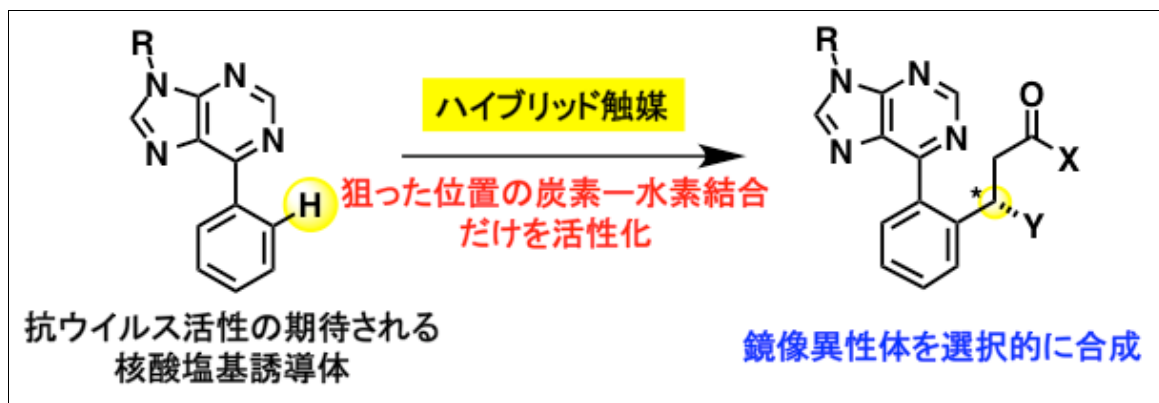 R
N
N
N
N
H
ハイブリッド触媒
狙った位置の炭素ー水素結合
だけを活性化
抗ウイルス活性の期待される
核酸塩基誘導体
R
N
N
N
N
O
X
*
Y
鏡像異性体を選択的に合成